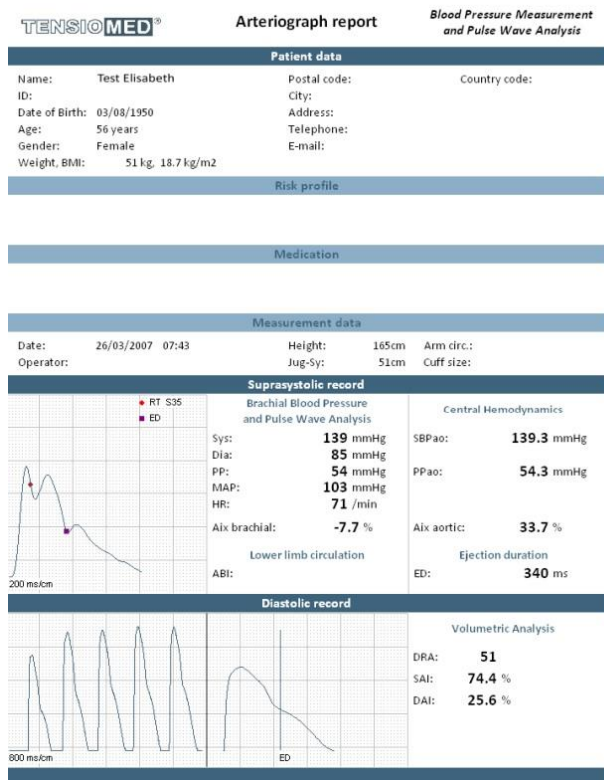 TENSIOMED®
Arteriograph report
Blood Pressure Measurement
and Pulse Wave Analysis
Patient data
Name: Test Elisabeth Postal code: Country code:
ID: City:
Date of Birth: 03/08/1950 Address:
Age: 56 years Telephone:
Gender: Female E-mail:
Weight, BMI: 51 kg, 18.7 kg/m2
Risk profile
Medication
Measurement data
Date: 26/03/2007 07:43 Height: 165cm Arm circ.:
Operator: Jug-Sy: 51cm Cuff size:
Suprasystolic record
RT S35
ED
200 ms/cm
Brachial Blood Pressure
and Pulse Wave Analysis
Sys: 139 mmHg
Dia: 85 mmHg
PP: 54 mmHg
MAP: 103 mmHg
HR: 71 /min
Aix brachial: -7.7 %
Lower limb circulation
ABI:
Central Hemodynamics
SBPao: 139.3 mmHg
PPao: 54.3 mmHg
Aix aortic: 33.7 %
Ejection duration
ED: 340 ms
Diastolic record
800 ms/cm
ED
Volumetric Analysis
DRA: 51
SAI: 74.4 %
DAI: 25.6 %